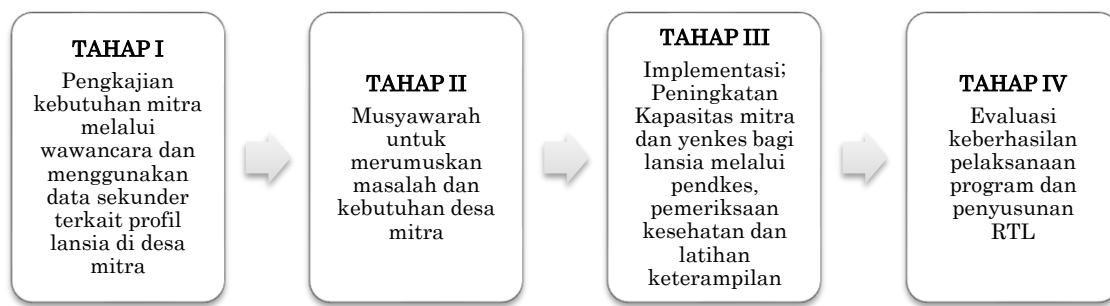 TAHAP I
Pengkajian
kebutuhan mitra
melalui
wawancara dan
menggunakan
data sekunder
terkait profil
lansia di desa
mitra
TAHAP II
Musyawarah
untuk
merumuskan
masalah dan
kebutuhan desa
mitra
TAHAP III
Implementasi;
Peningkatan
Kapasitas mitra
dan yenkes bagi
lansia melalui
pendkes,
pemeriksaan
kesehatan dan
latihan
keterampilan
TAHAP IV
Evaluasi
keberhasilan
pelaksanaan
program dan
penyusunan
RTL